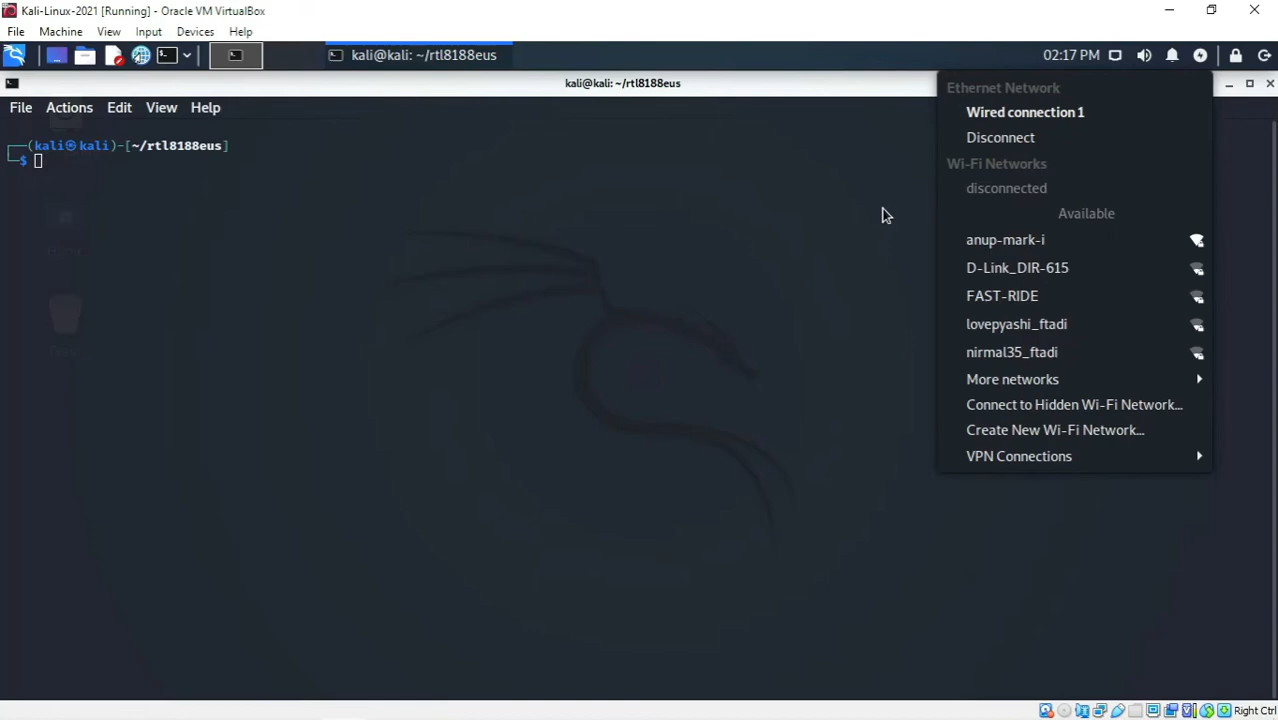 Kali-Linux-2021 [Running] - Oracle VM VirtualBox
File Machine View Input Devices Help
kali@kali: ~/rtl8188eus
02:17 PM
kali@kali: ~/rtl8188eus
File Actions Edit View Help
┌──(kali㉿kali)-[~/rtl8188eus]
└─$
Ethernet Network
Wired connection 1
Disconnect
Wi-Fi Networks
disconnected
Available
anup-mark-i
D-Link_DIR-615
FAST-RIDE
lovepyashi_ftadi
nirmal35_ftadi
More networks
Connect to Hidden Wi-Fi Network...
Create New Wi-Fi Network...
VPN Connections
Right Ctrl